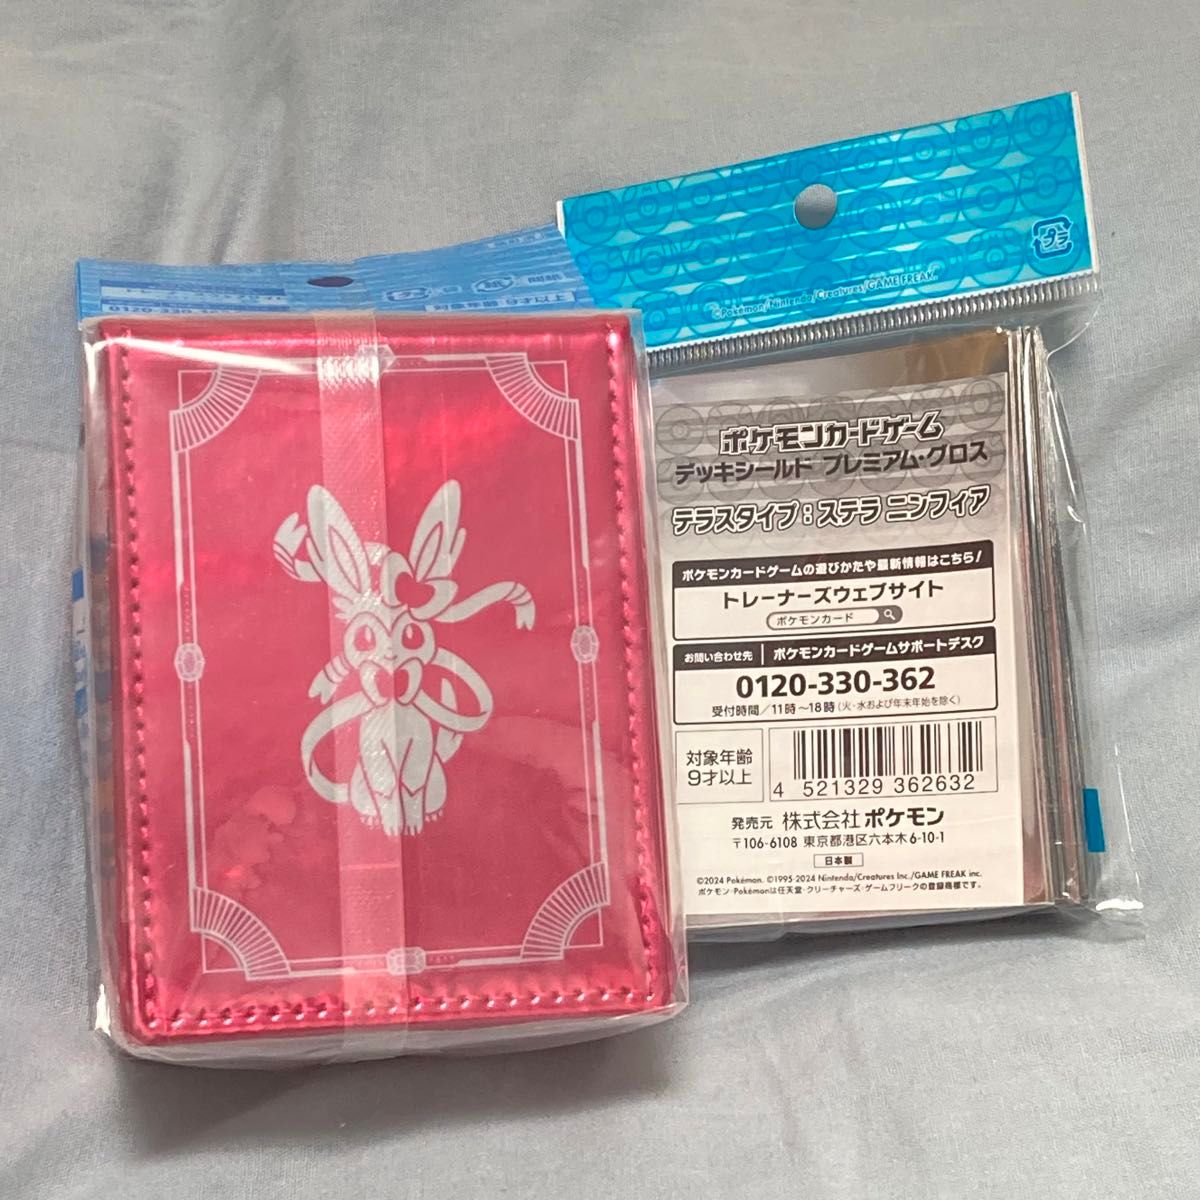 0120-330-36
対象年齢 9才以上
プラ
©Pokémon/Nintendo/Creatures/GAME FREAK.
ポケモンカードゲーム
デッキシールド プレミアム・グロス
テラスタイプ：ステラ ニンフィア
ポケモンカードゲームの遊びかたや最新情報はこちら！
トレーナーズウェブサイト
ポケモンカード
お問い合わせ先 ポケモンカードゲームサポートデスク
0120-330-362
受付時間／11時～18時（火・水および年末年始を除く）
対象年齢
9才以上
4 521329 362632
発売元 株式会社 ポケモン
〒106-6108 東京都港区六本木6-10-1
日本製
©2024 Pokémon. ©1995-2024 Nintendo/Creatures Inc./GAME FREAK inc.
ポケモン・Pokémonは任天堂・クリーチャーズ・ゲームフリークの登録商標です。